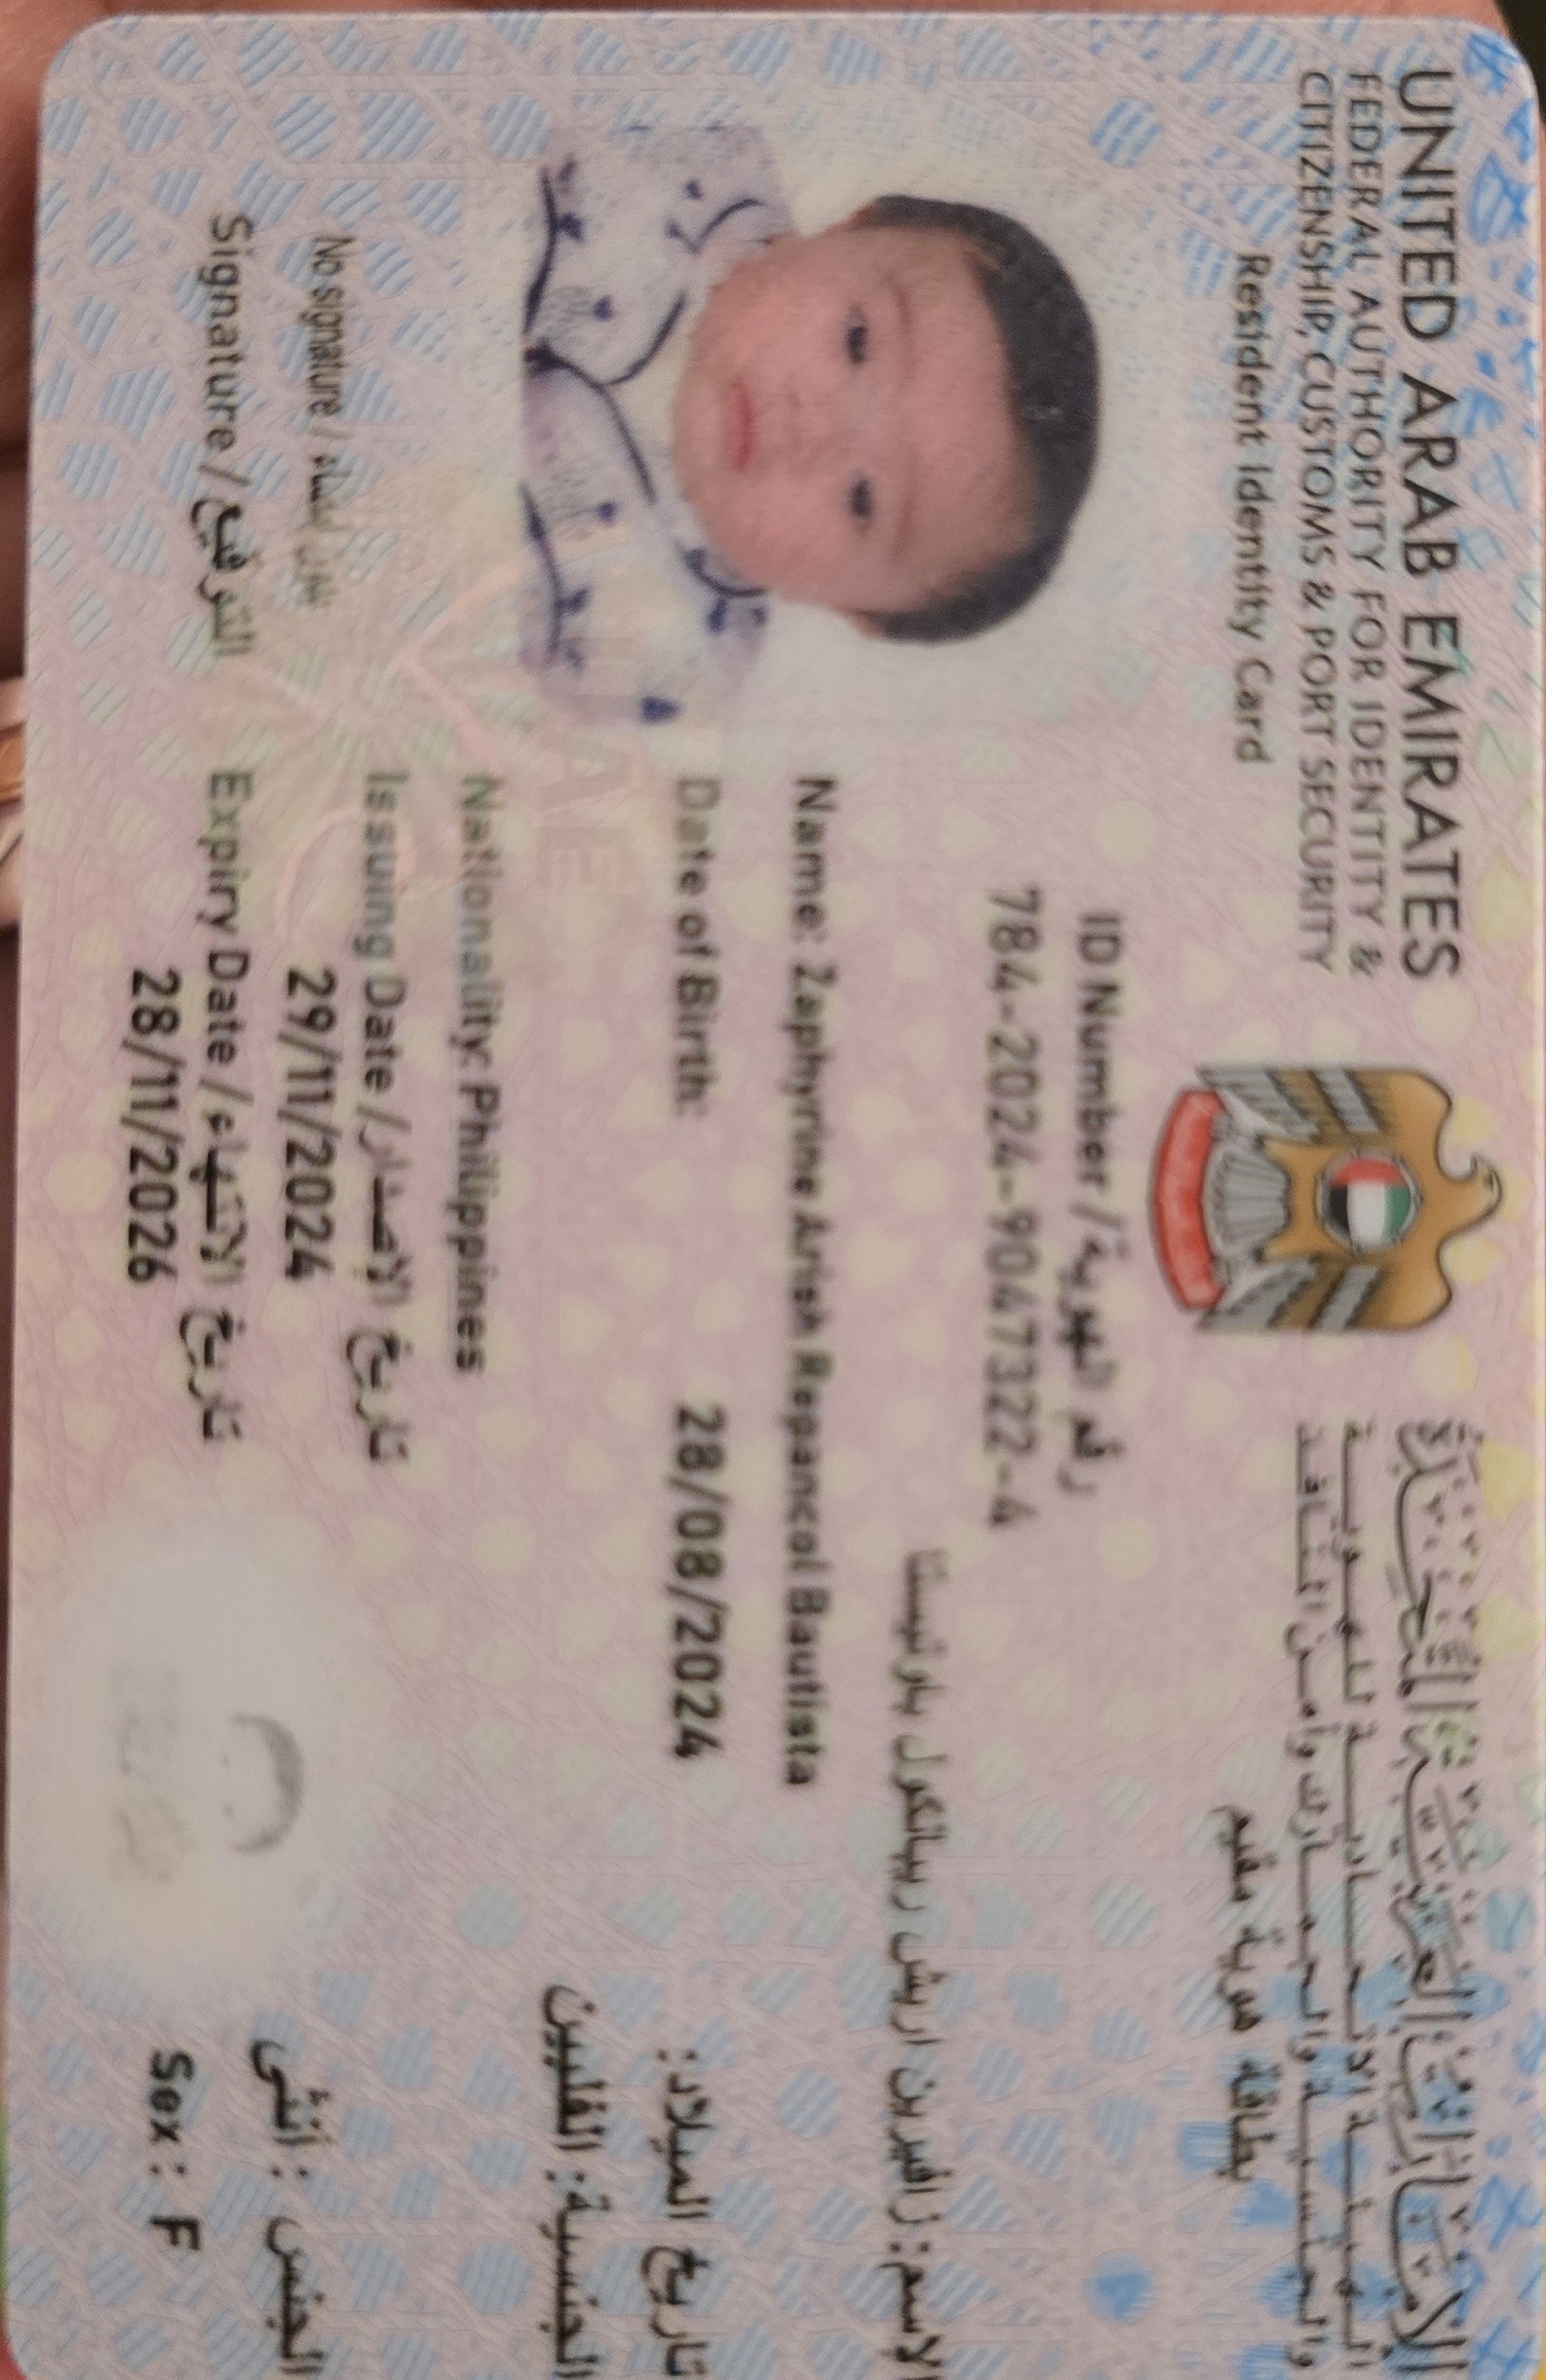 UNITED ARAB EMIRATES
الإمارات العربية المتحدة
FEDERAL AUTHORITY FOR IDENTITY &
الهيئة الاتحادية للهوية
CITIZENSHIP, CUSTOMS & PORT SECURITY
والجنسية والجمارك وأمن المنافذ
Resident Identity Card
بطاقة هوية مقيم
ID Number / رقم الهوية
784-2024-9047322-4
الإسم: زافيرين اريش ريبانكول باوتيستا
Name: Zaphyrine Arish Repancol Bautista
Date of Birth: 28/08/2024 تاريخ الميلاد:
الجنسية: الفلبين
UAE
Nationality: Philippines
Issuing Date / تاريخ الإصدار
29/11/2024
No signature / بدون إمضاء
الجنس : أنثى
Signature / التوقيع
Expiry Date / تاريخ الانتهاء
28/11/2026
Sex : F